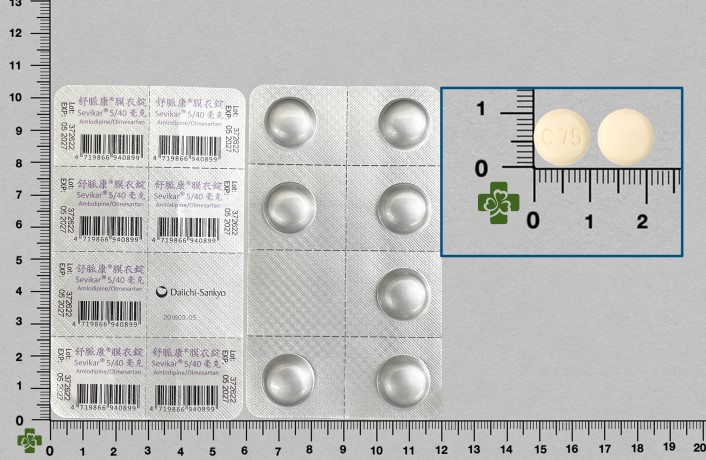 舒脈康®膜衣錠
Sevikar® 5/40 毫克
Amlodipine/Olmesartan
4 719866 940899
Lot: 372622
EXP: 05 2027
舒脈康®膜衣錠
Sevikar® 5/40 毫克
Amlodipine/Olmesartan
4 719866 940899
Lot: 372622
EXP: 05 2027
舒脈康®膜衣錠
Sevikar® 5/40 毫克
Amlodipine/Olmesartan
4 719866 940899
Lot: 372622
EXP: 05 2027
舒脈康®膜衣錠
Sevikar® 5/40 毫克
Amlodipine/Olmesartan
4 719866 940899
Lot: 372622
EXP: 05 2027
舒脈康®膜衣錠
Sevikar® 5/40 毫克
Amlodipine/Olmesartan
4 719866 940899
Lot: 372622
EXP: 05 2027
Daiichi-Sankyo
201603-05
舒脈康®膜衣錠
Sevikar® 5/40 毫克
Amlodipine/Olmesartan
4 719866 940899
Lot: 372622
EXP: 05 2027
舒脈康®膜衣錠
Sevikar® 5/40 毫克
Amlodipine/Olmesartan
4 719866 940899
Lot: 372622
EXP: 05 2027
C75
1
0
0 1 2
13
12
11
10
9
8
7
6
5
4
3
2
1
0
0 1 2 3 4 5 6 7 8 9 10 11 12 13 14 15 16 17 18 19 20